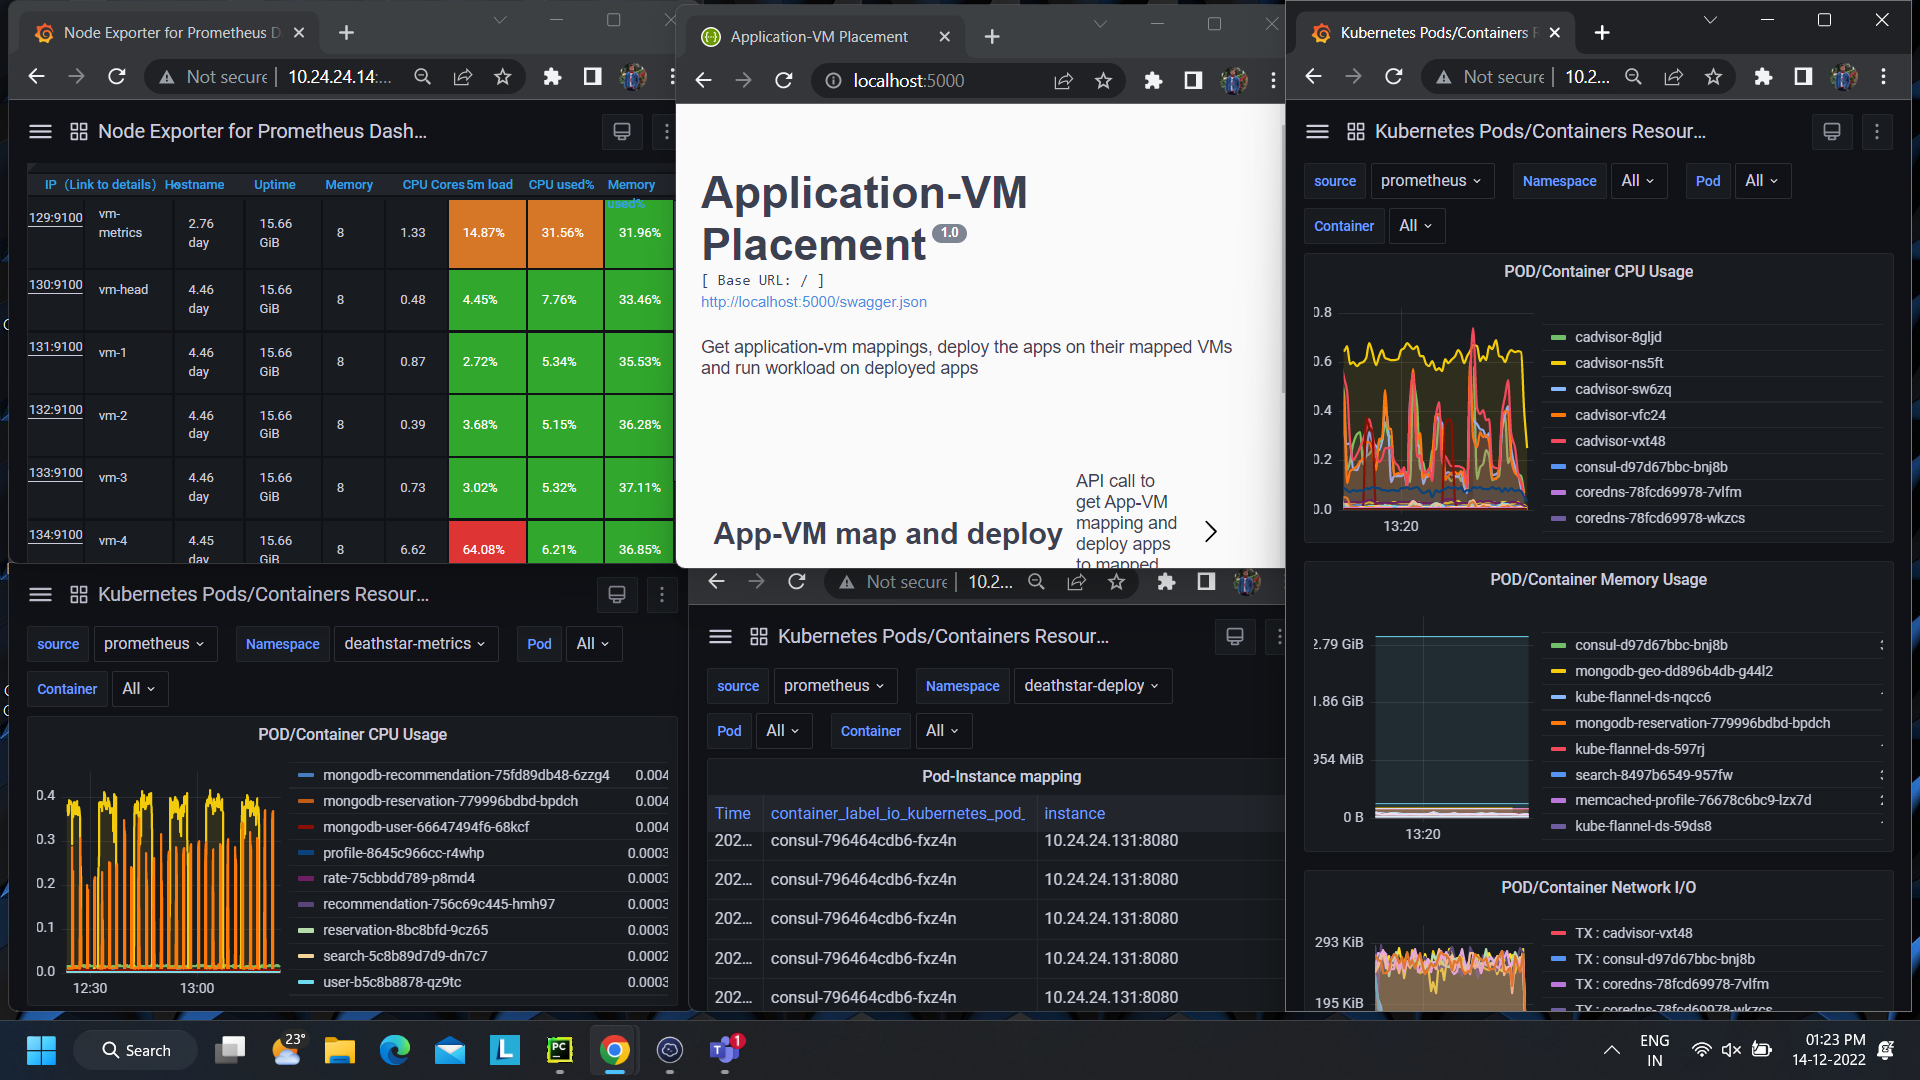 Node Exporter for Prometheus D
Not secure
10.24.24.14:...
Node Exporter for Prometheus Dash...
IP (Link to details) Hostname Uptime Memory CPU Cores 5m load CPU used% Memory used%
129:9100 vm-metrics 2.76 day 15.66 GiB 8 1.33 14.87% 31.56% 31.96%
130:9100 vm-head 4.46 day 15.66 GiB 8 0.48 4.45% 7.76% 33.46%
131:9100 vm-1 4.46 day 15.66 GiB 8 0.87 2.72% 5.34% 35.53%
132:9100 vm-2 4.46 day 15.66 GiB 8 0.39 3.68% 5.15% 36.28%
133:9100 vm-3 4.46 day 15.66 GiB 8 0.73 3.02% 5.32% 37.11%
134:9100 vm-4 4.45 day 15.66 GiB 8 6.62 64.08% 6.21% 36.85%
Application-VM Placement
localhost:5000
Application-VM
Placement 1.0
[ Base URL: / ]
http://localhost:5000/swagger.json
Get application-vm mappings, deploy the apps on their mapped VMs
and run workload on deployed apps
App-VM map and deploy
API call to
get App-VM
mapping and
deploy apps
to mapped
Kubernetes Pods/Containers R
Not secure
10.2...
Kubernetes Pods/Containers Resour...
source prometheus Namespace All Pod All
Container All
POD/Container CPU Usage
0.8
0.6
0.4
0.2
0.0
13:20
cadvisor-8gljd
cadvisor-ns5ft
cadvisor-sw6zq
cadvisor-vfc24
cadvisor-vxt48
consul-d97d67bbc-bnj8b
coredns-78fcd69978-7vlfm
coredns-78fcd69978-wkzcs
POD/Container Memory Usage
2.79 GiB
1.86 GiB
954 MiB
0 B
13:20
consul-d97d67bbc-bnj8b
mongodb-geo-dd896b4db-g44l2
kube-flannel-ds-nqcc6
mongodb-reservation-779996bdbd-bpdch
kube-flannel-ds-597rj
search-8497b6549-957fw
memcached-profile-76678c6bc9-lzx7d
kube-flannel-ds-59ds8
POD/Container Network I/O
293 KiB
195 KiB
TX : cadvisor-vxt48
TX : consul-d97d67bbc-bnj8b
TX : coredns-78fcd69978-7vlfm
TX : coredns-78fcd69978-wkzcs
Kubernetes Pods/Containers Resour...
source prometheus Namespace deathstar-metrics Pod All
Container All
POD/Container CPU Usage
0.4
0.3
0.2
0.1
0.0
12:30 13:00
mongodb-recommendation-75fd89db48-6zzg4 0.004
mongodb-reservation-779996bdbd-bpdch 0.004
mongodb-user-66647494f6-68kcf 0.004
profile-8645c966cc-r4whp 0.0003
rate-75cbbdd789-p8md4 0.0003
recommendation-756c69c445-hmh97 0.0003
reservation-8bc8bfd-9cz65 0.0003
search-5c8b89d7d9-dn7c7 0.0002
user-b5c8b8878-qz9tc 0.0003
Not secure
10.2...
Kubernetes Pods/Containers Resour...
source prometheus Namespace deathstar-deploy
Pod All Container All
Pod-Instance mapping
Time container_label_io_kubernetes_pod_ instance
202... consul-796464cdb6-fxz4n 10.24.24.131:8080
202... consul-796464cdb6-fxz4n 10.24.24.131:8080
202... consul-796464cdb6-fxz4n 10.24.24.131:8080
202... consul-796464cdb6-fxz4n 10.24.24.131:8080
202... consul-796464cdb6-fxz4n 10.24.24.131:8080
Search
23°
L
PC
1
ENG
IN
01:23 PM
14-12-2022